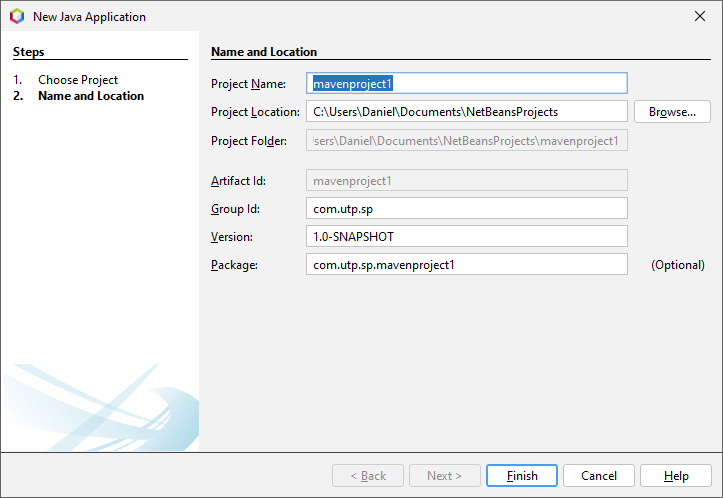 New Java Application
Steps
1. Choose Project
2. Name and Location
Name and Location
Project Name: mavenproject1
Project Location: C:\Users\Daniel\Documents\NetBeansProjects Browse...
Project Folder: sers\Daniel\Documents\NetBeansProjects\mavenproject1
Artifact Id: mavenproject1
Group Id: com.utp.sp
Version: 1.0-SNAPSHOT
Package: com.utp.sp.mavenproject1 (Optional)
< Back Next > Finish Cancel Help